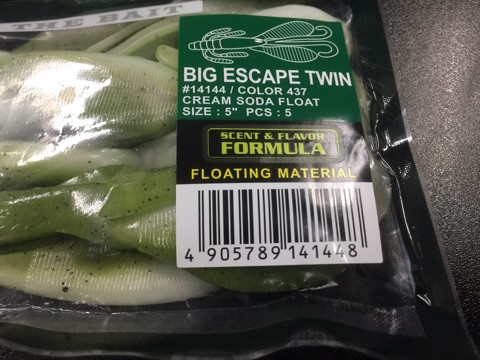 THE BAIT
BIG ESCAPE TWIN
#14144 / COLOR 437
CREAM SODA FLOAT
SIZE : 5" PCS : 5
SCENT & FLAVOR
FORMULA
FLOATING MATERIAL
4 905789 141448